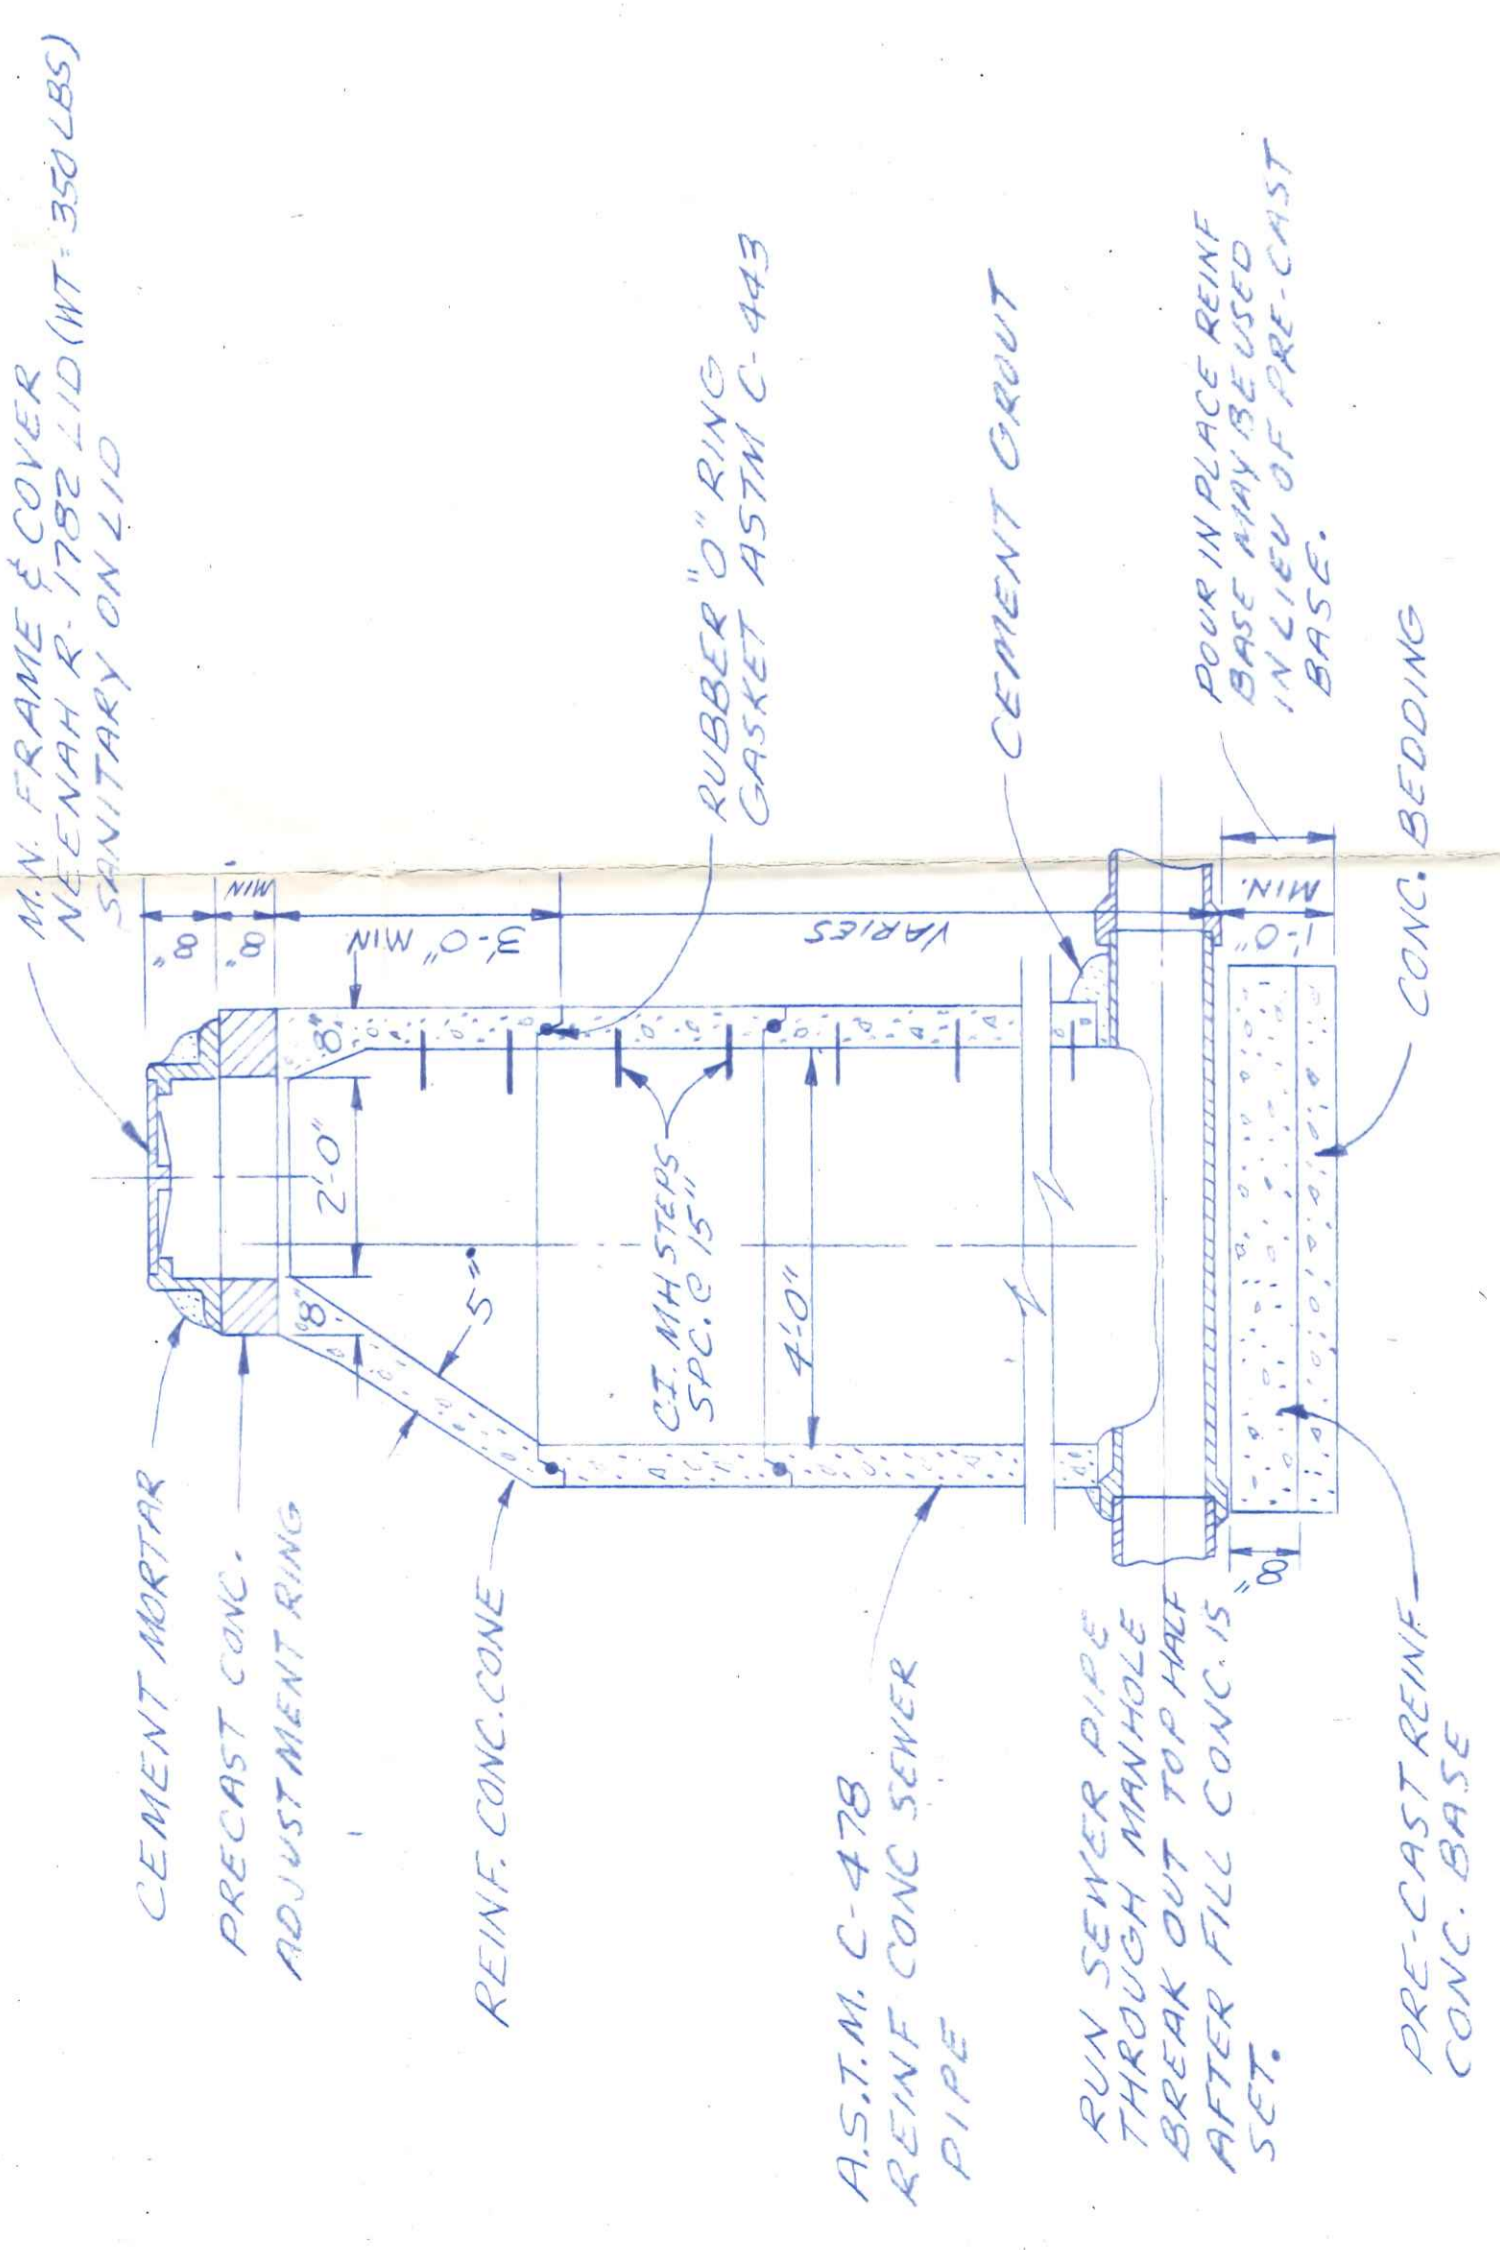 M.N. FRAME & COVER
NEENAH R-1782 LID (WT=350 LBS)
SANITARY ON LID
CEMENT MORTAR
PRECAST CONC.
ADJUSTMENT RING
REINF. CONC. CONE
A.S.T.M. C-478
REINF CONC SEWER
PIPE
RUN SEWER PIPE
THROUGH MANHOLE
BREAK OUT TOP HALF
AFTER FILL CONC. IS
SET.
PRE-CAST REINF
CONC. BASE
8"
8"
MIN
3'-0" MIN
VARIES
1'-0"
MIN.
8"
2'-0"
8"
5"
C.I. MH STEPS
SPC. @ 15"
4'-0"
8"
RUBBER "O" RING
GASKET ASTM C-443
CEMENT GROUT
POUR IN PLACE REINF
BASE MAY BE USED
IN LIEU OF PRE-CAST
BASE.
CONC. BEDDING